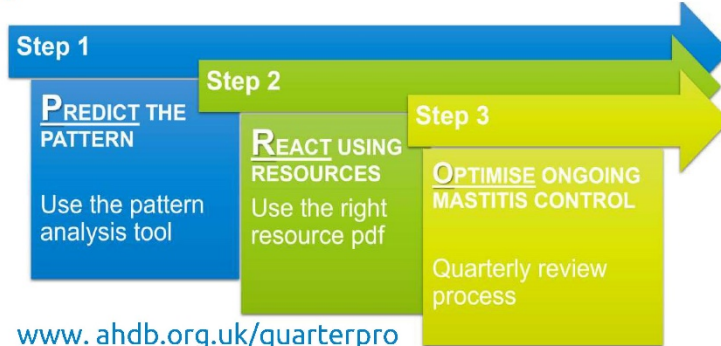 Step 1
PREDICT THE
PATTERN
Use the pattern
analysis tool
Step 2
REACT USING
RESOURCES
Use the right
resource pdf
Step 3
OPTIMISE ONGOING
MASTITIS CONTROL
Quarterly review
process
www. ahdb.org.uk/quarterpro